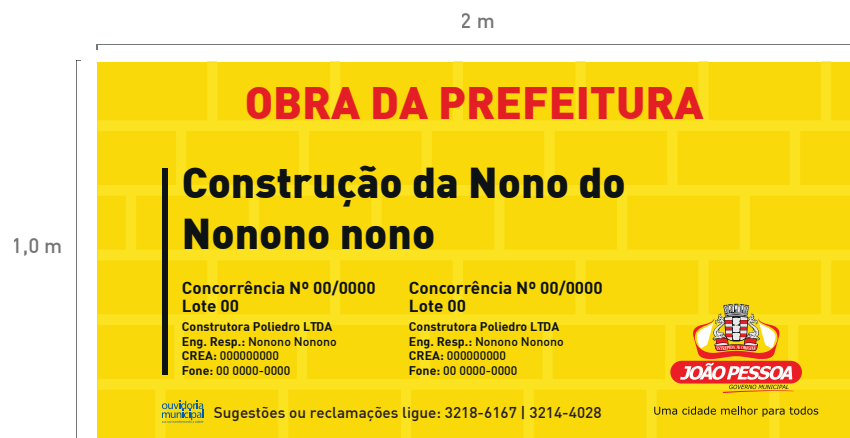 2 m
1,0 m
OBRA DA PREFEITURA
Construção da Nono do
Nonono nono
Concorrência Nº 00/0000
Lote 00
Construtora Poliedro LTDA
Eng. Resp.: Nonono Nonono
CREA: 000000000
Fone: 00 0000-0000
Concorrência Nº 00/0000
Lote 00
Construtora Poliedro LTDA
Eng. Resp.: Nonono Nonono
CREA: 000000000
Fone: 00 0000-0000
JOÃO PESSOA
GOVERNO MUNICIPAL
Uma cidade melhor para todos
ouvidoria
municipal
Sugestões ou reclamações ligue: 3218-6167 | 3214-4028